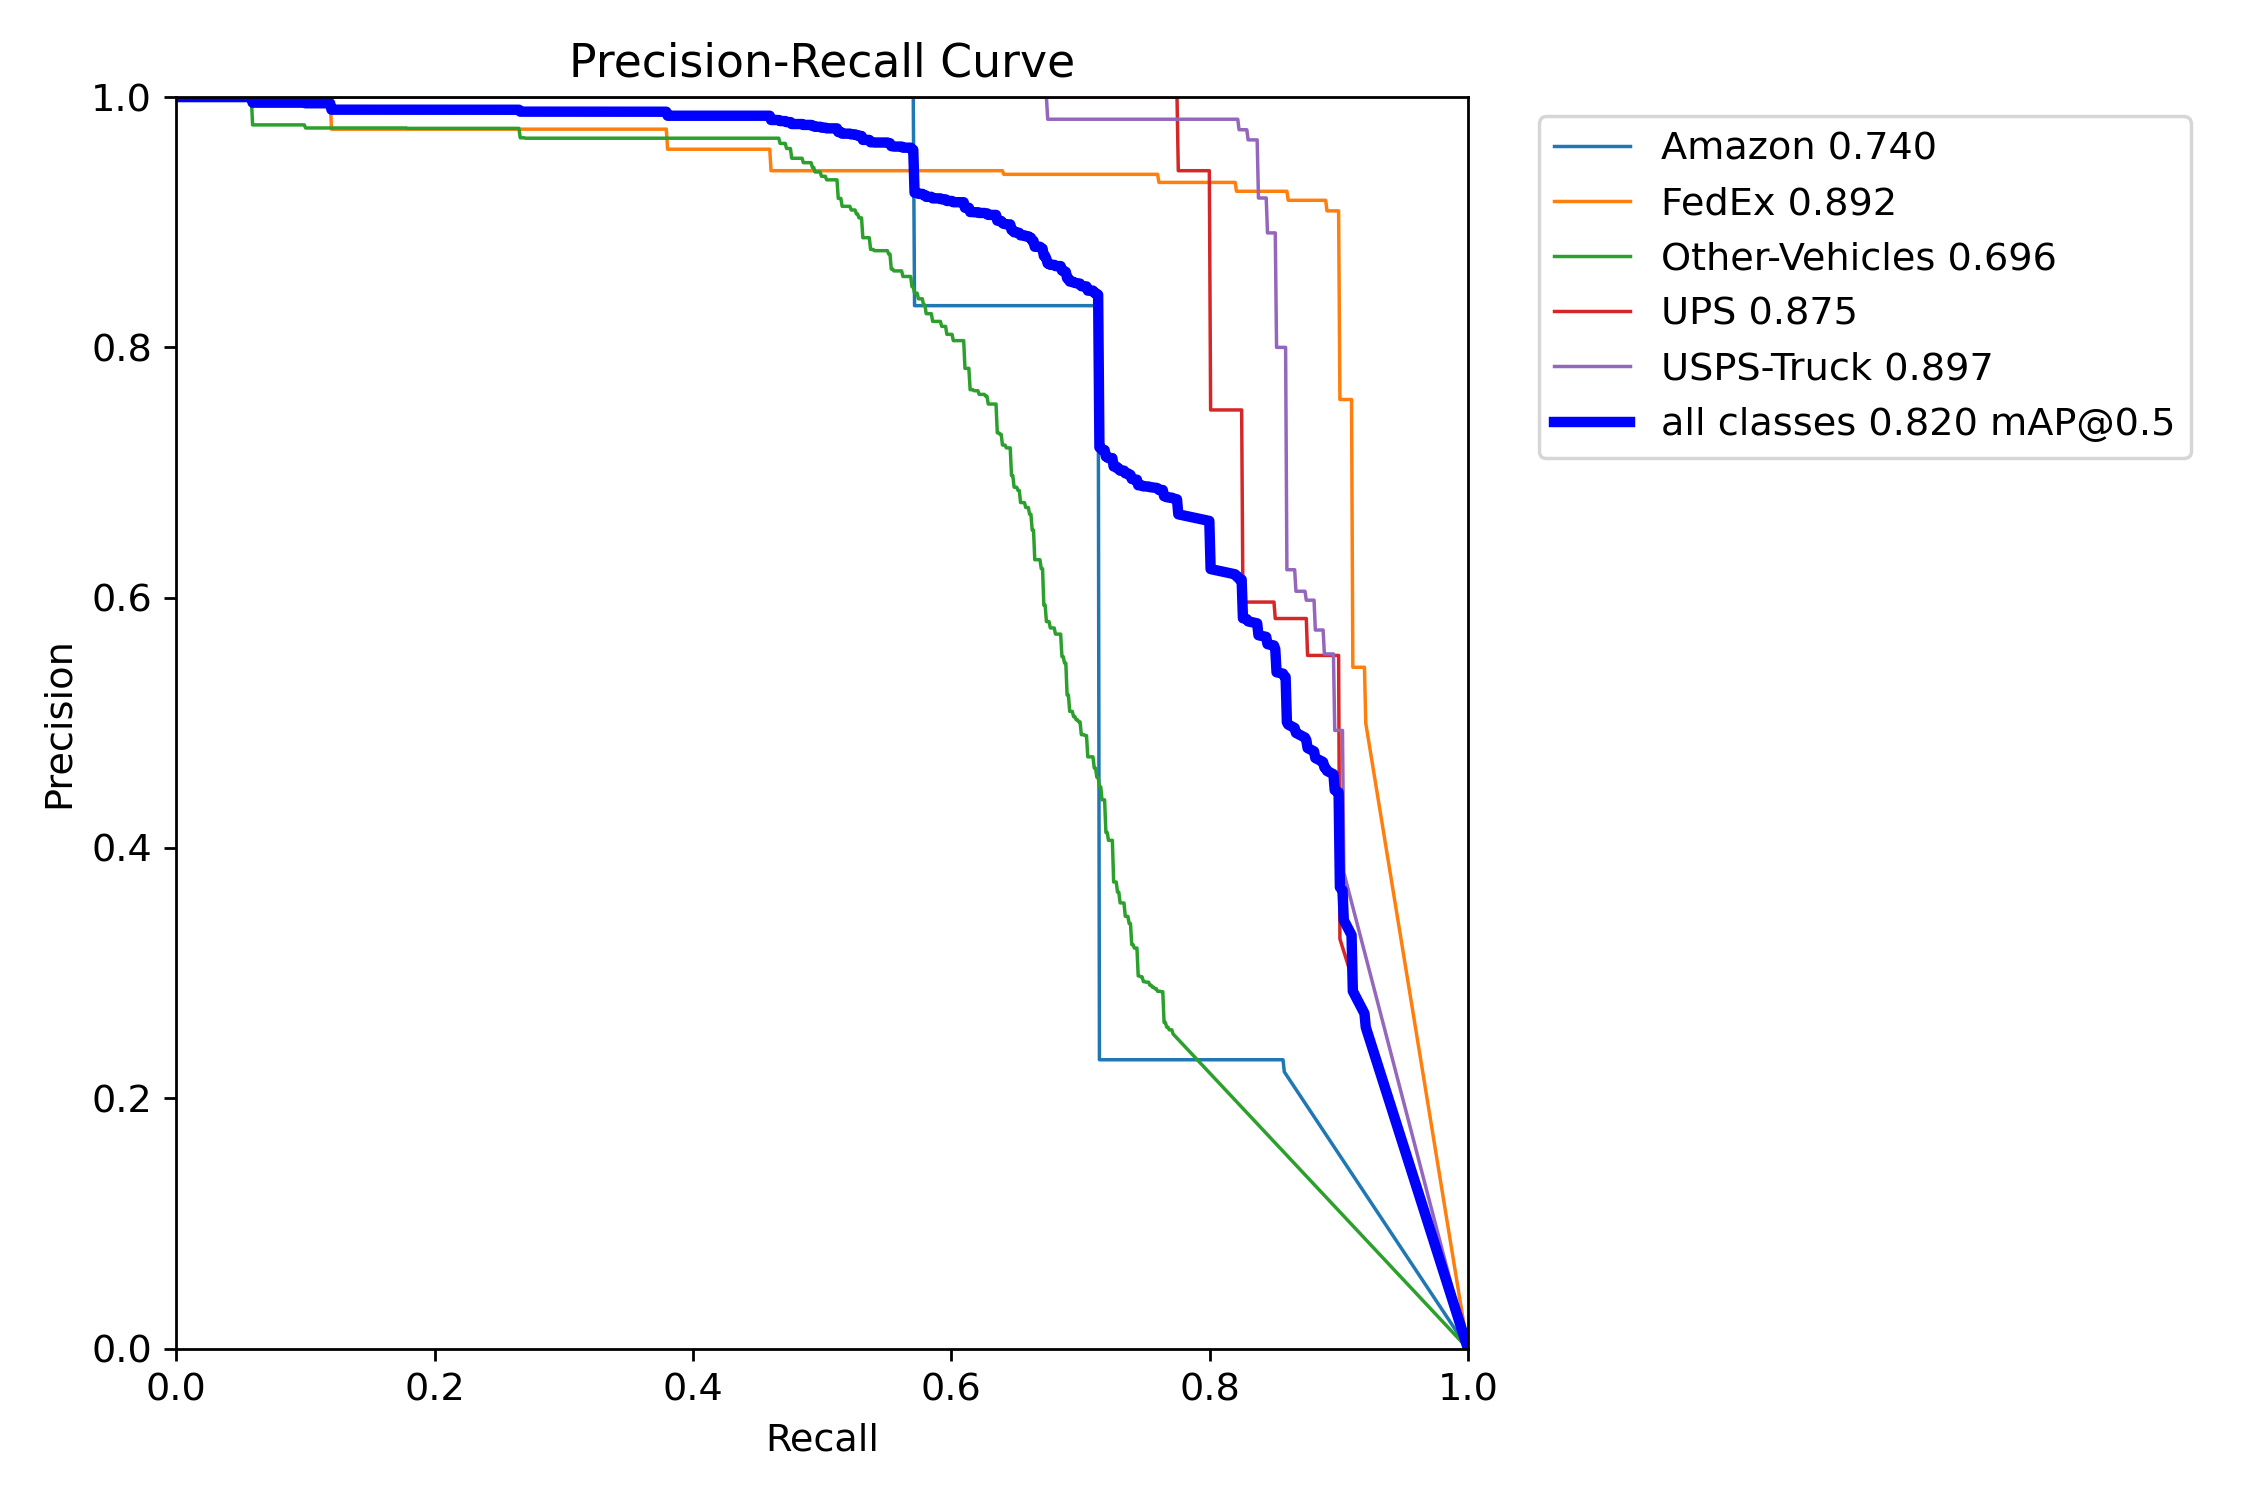 Precision-Recall Curve
1.0
0.8
0.6
0.4
0.2
0.0
Precision
0.0 0.2 0.4 0.6 0.8 1.0
Recall
Amazon 0.740
FedEx 0.892
Other-Vehicles 0.696
UPS 0.875
USPS-Truck 0.897
all classes 0.820 mAP@0.5